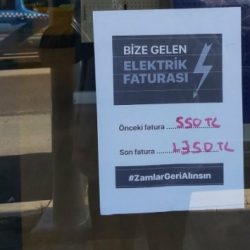 BİZE GELEN
ELEKTRİK
FATURASI
Önceki fatura ........ 550 TL
Son fatura ........ 1.350 TL
#ZamlarGeriAlınsın